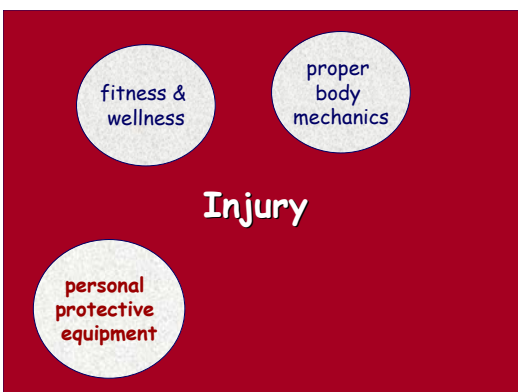 fitness &
wellness
proper
body
mechanics
Injury
personal
protective
equipment